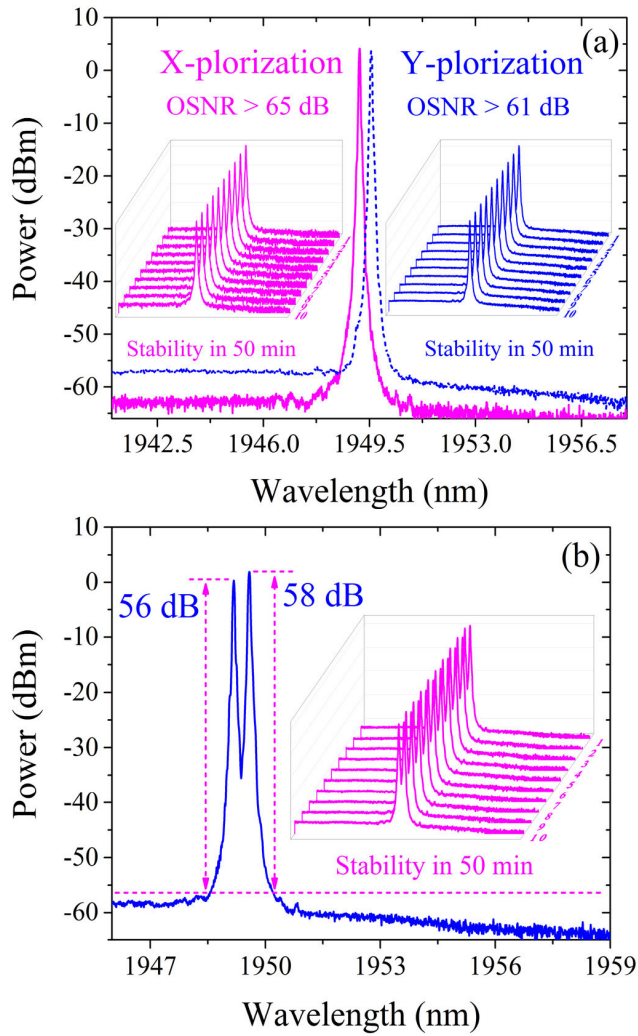 (a)
X-plorization
Y-plorization
OSNR > 65 dB
OSNR > 61 dB
Stability in 50 min
Stability in 50 min
10
0
-10
-20
-30
-40
-50
-60
Power (dBm)
1942.5 1946.0 1949.5 1953.0 1956.5
Wavelength (nm)
(b)
56 dB
58 dB
Stability in 50 min
10
0
-10
-20
-30
-40
-50
-60
Power (dBm)
1947 1950 1953 1956 1959
Wavelength (nm)